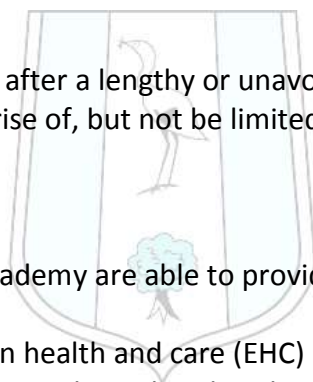 after a lengthy or unavo
rise of, but not be limited
ademy are able to provid
n health and care (EHC)